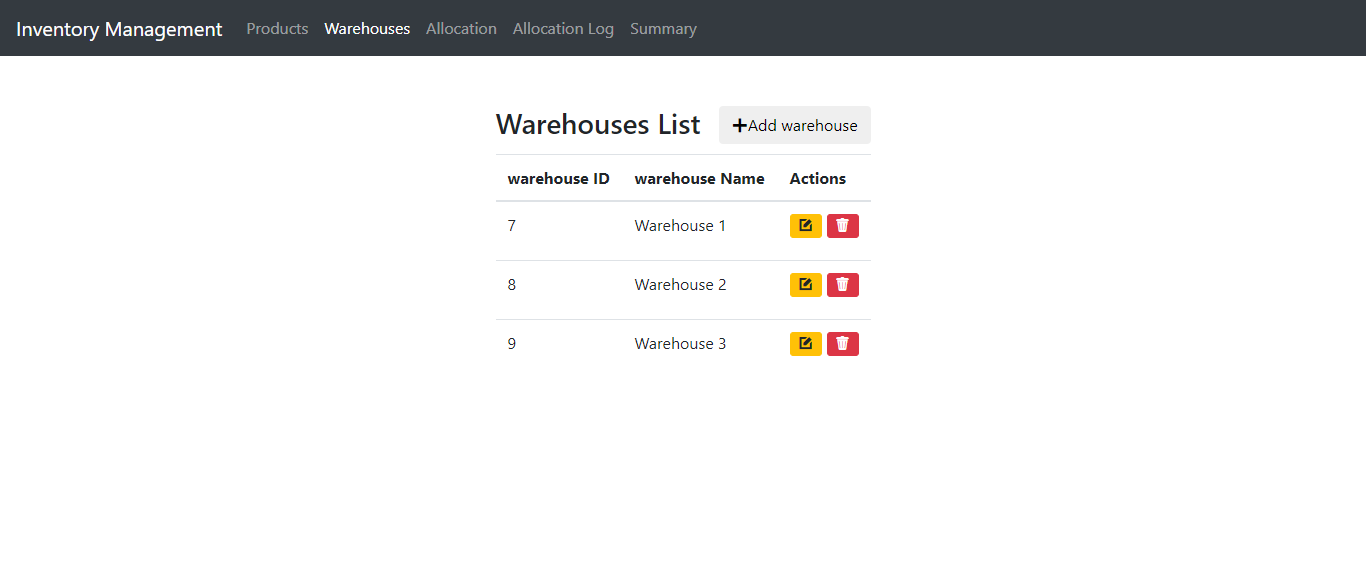 Inventory Management Products Warehouses Allocation Allocation Log Summary
Warehouses List Add warehouse
warehouse ID warehouse Name Actions
7 Warehouse 1
8 Warehouse 2
9 Warehouse 3